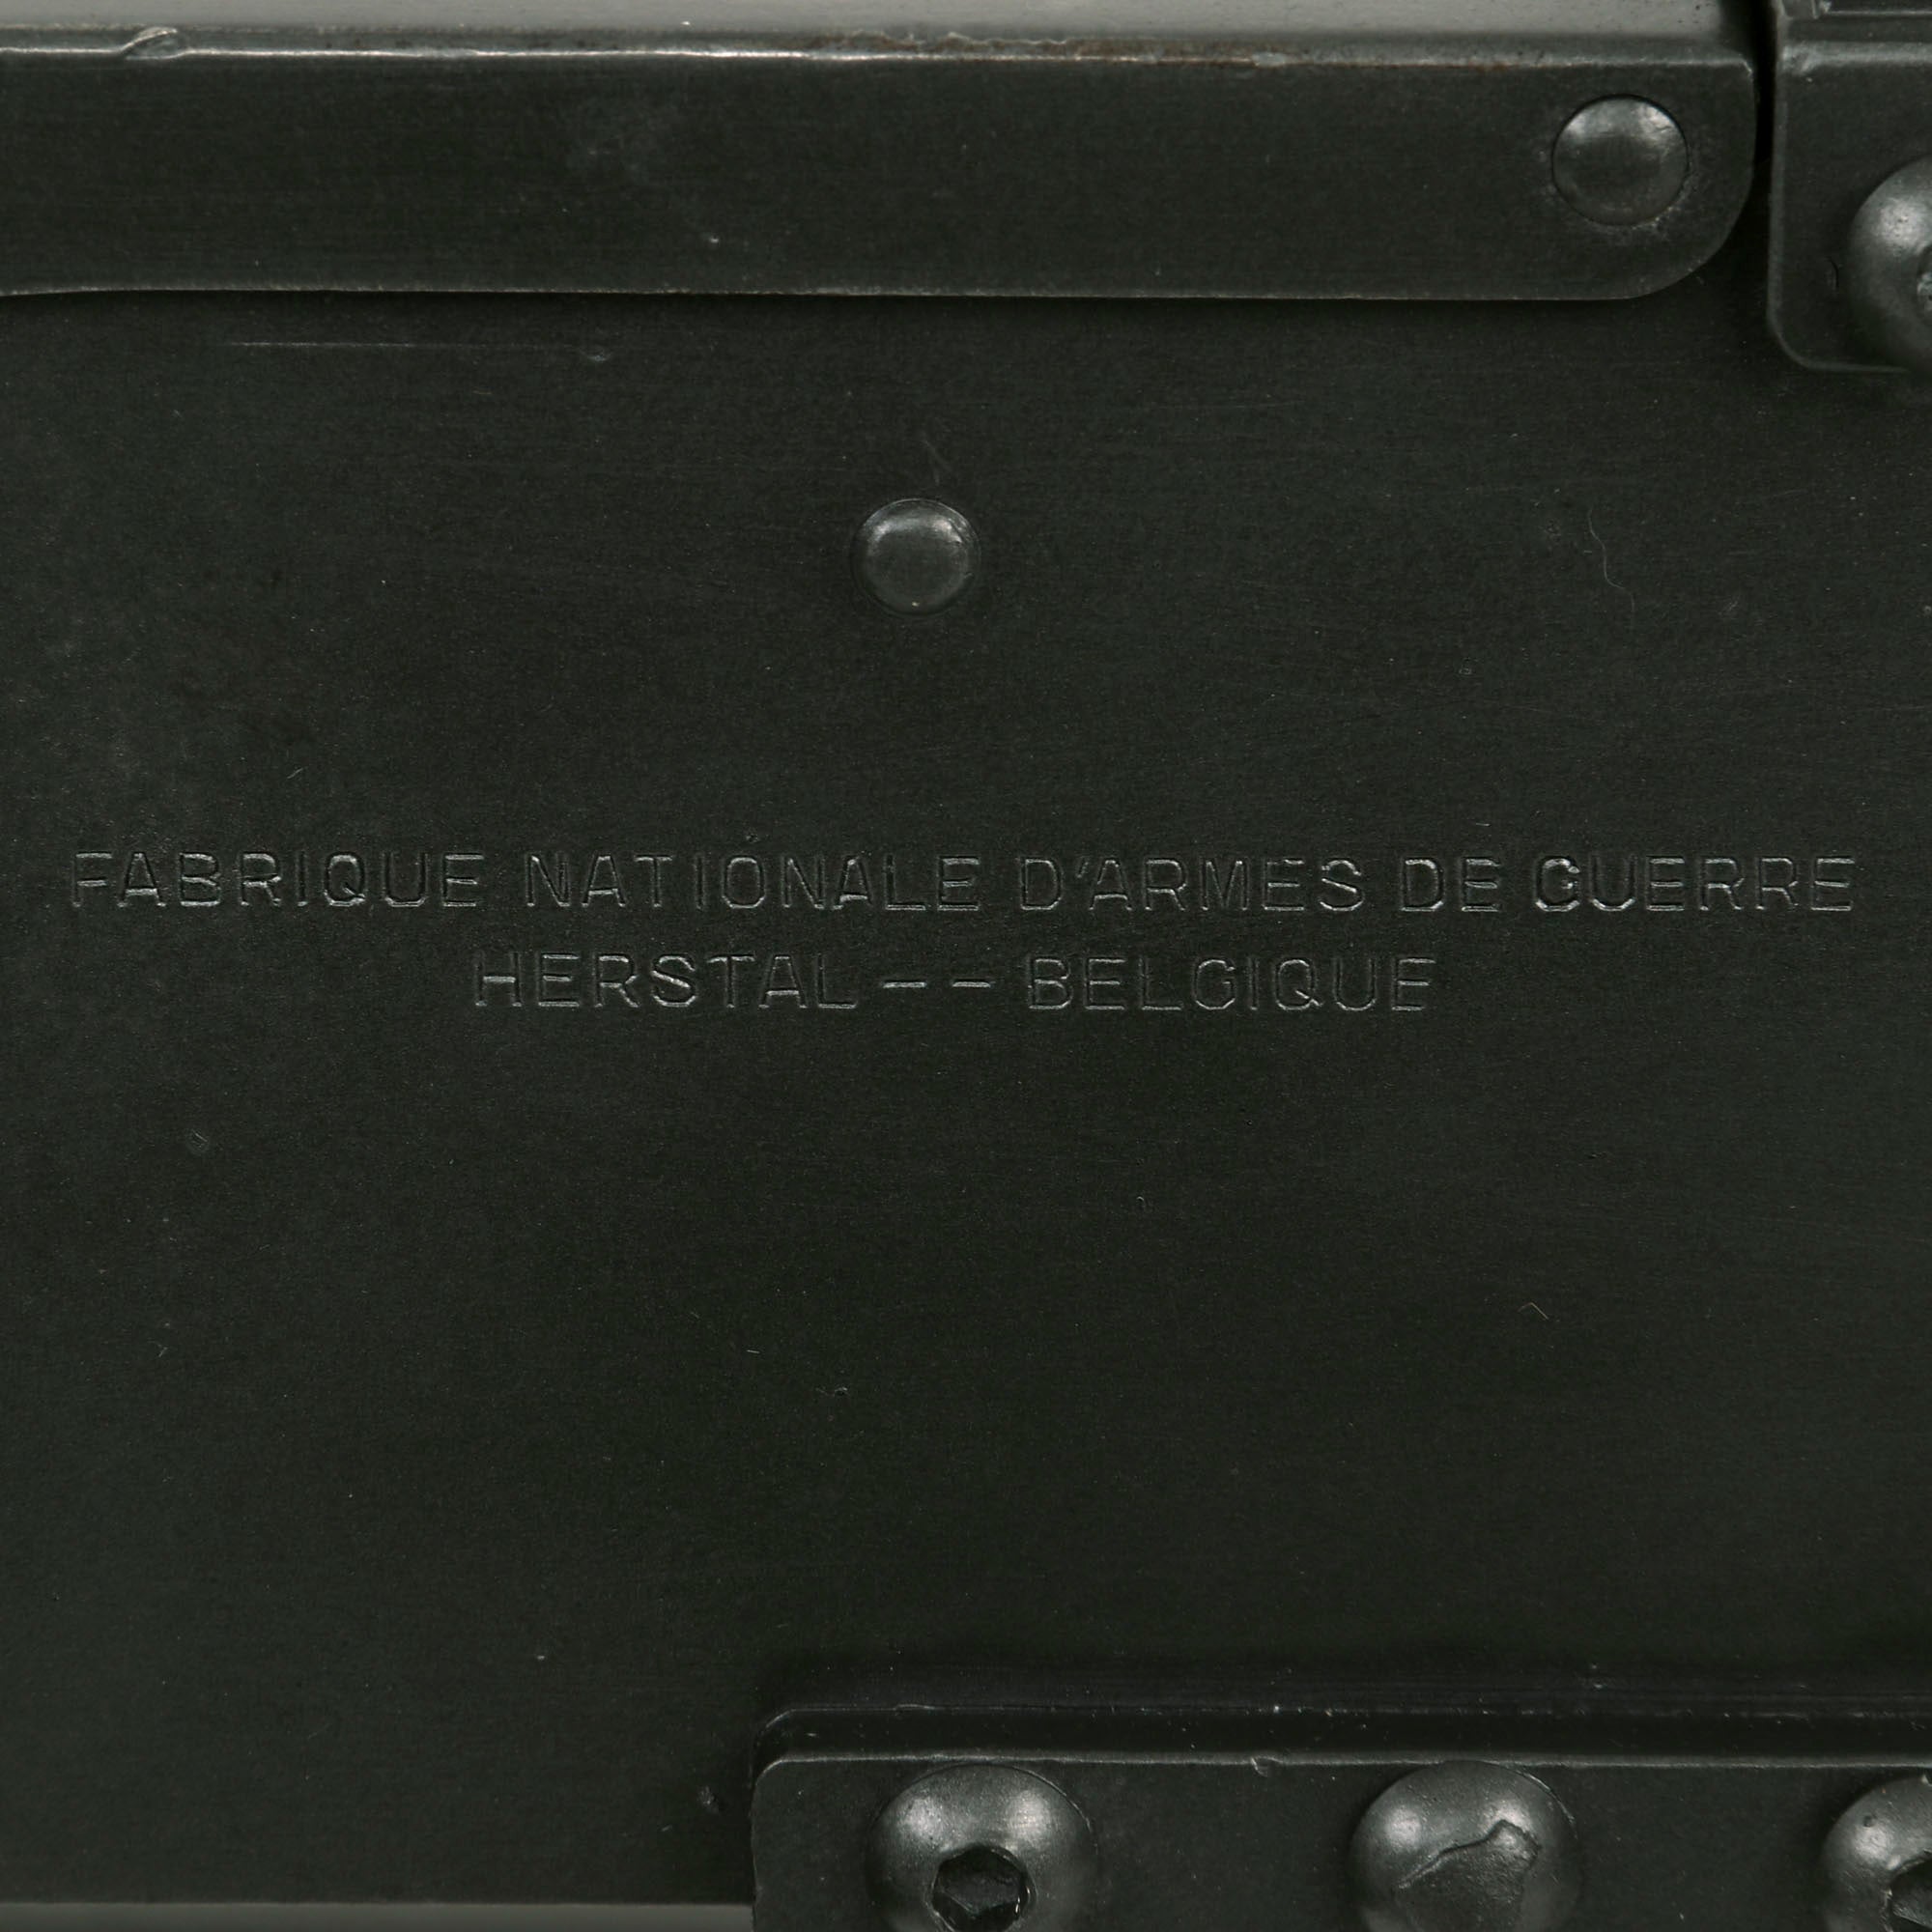 FABRIQUE NATIONALE D'ARMES DE GUERRE
HERSTAL -- BELGIQUE